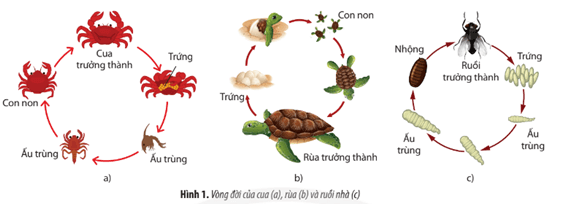 Cua
trưởng thành
Trứng
Ấu trùng
Ấu trùng
Con non
a)
Con non
Rùa trưởng thành
Trứng
b)
Ruồi
trưởng thành
Trứng
Ấu
trùng
Ấu
trùng
Nhộng
c)
Hình 1. Vòng đời của cua (a), rùa (b) và ruồi nhà (c)